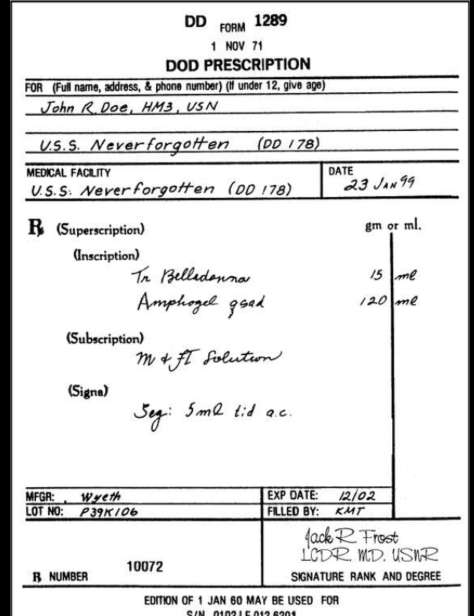 DD FORM 1289
1 NOV 71
DOD PRESCRIPTION
FOR (Full name, address, & phone number) (If under 12, give age)
John R. Doe, HM3, USN
U.S.S. Neverforgotten (DD 178)
MEDICAL FACILITY
U.S.S. Neverforgotten (DD 178)
DATE
23 JAN 99
℞ (Superscription) gm or ml.
(Inscription)
Tr Belladonna 15 ml
Amphogel qsad 120 ml
(Subscription)
M & Ft Solution
(Signa)
Sig: 5ml tid a.c.
MFGR: Wyeth EXP DATE: 12/02
LOT NO: P39K106 FILLED BY: KMT
Jack R. Frost
LCDR, MD, USNR
10072
℞ NUMBER SIGNATURE RANK AND DEGREE
EDITION OF 1 JAN 60 MAY BE USED FOR
S/N 0102-LF-012-6201